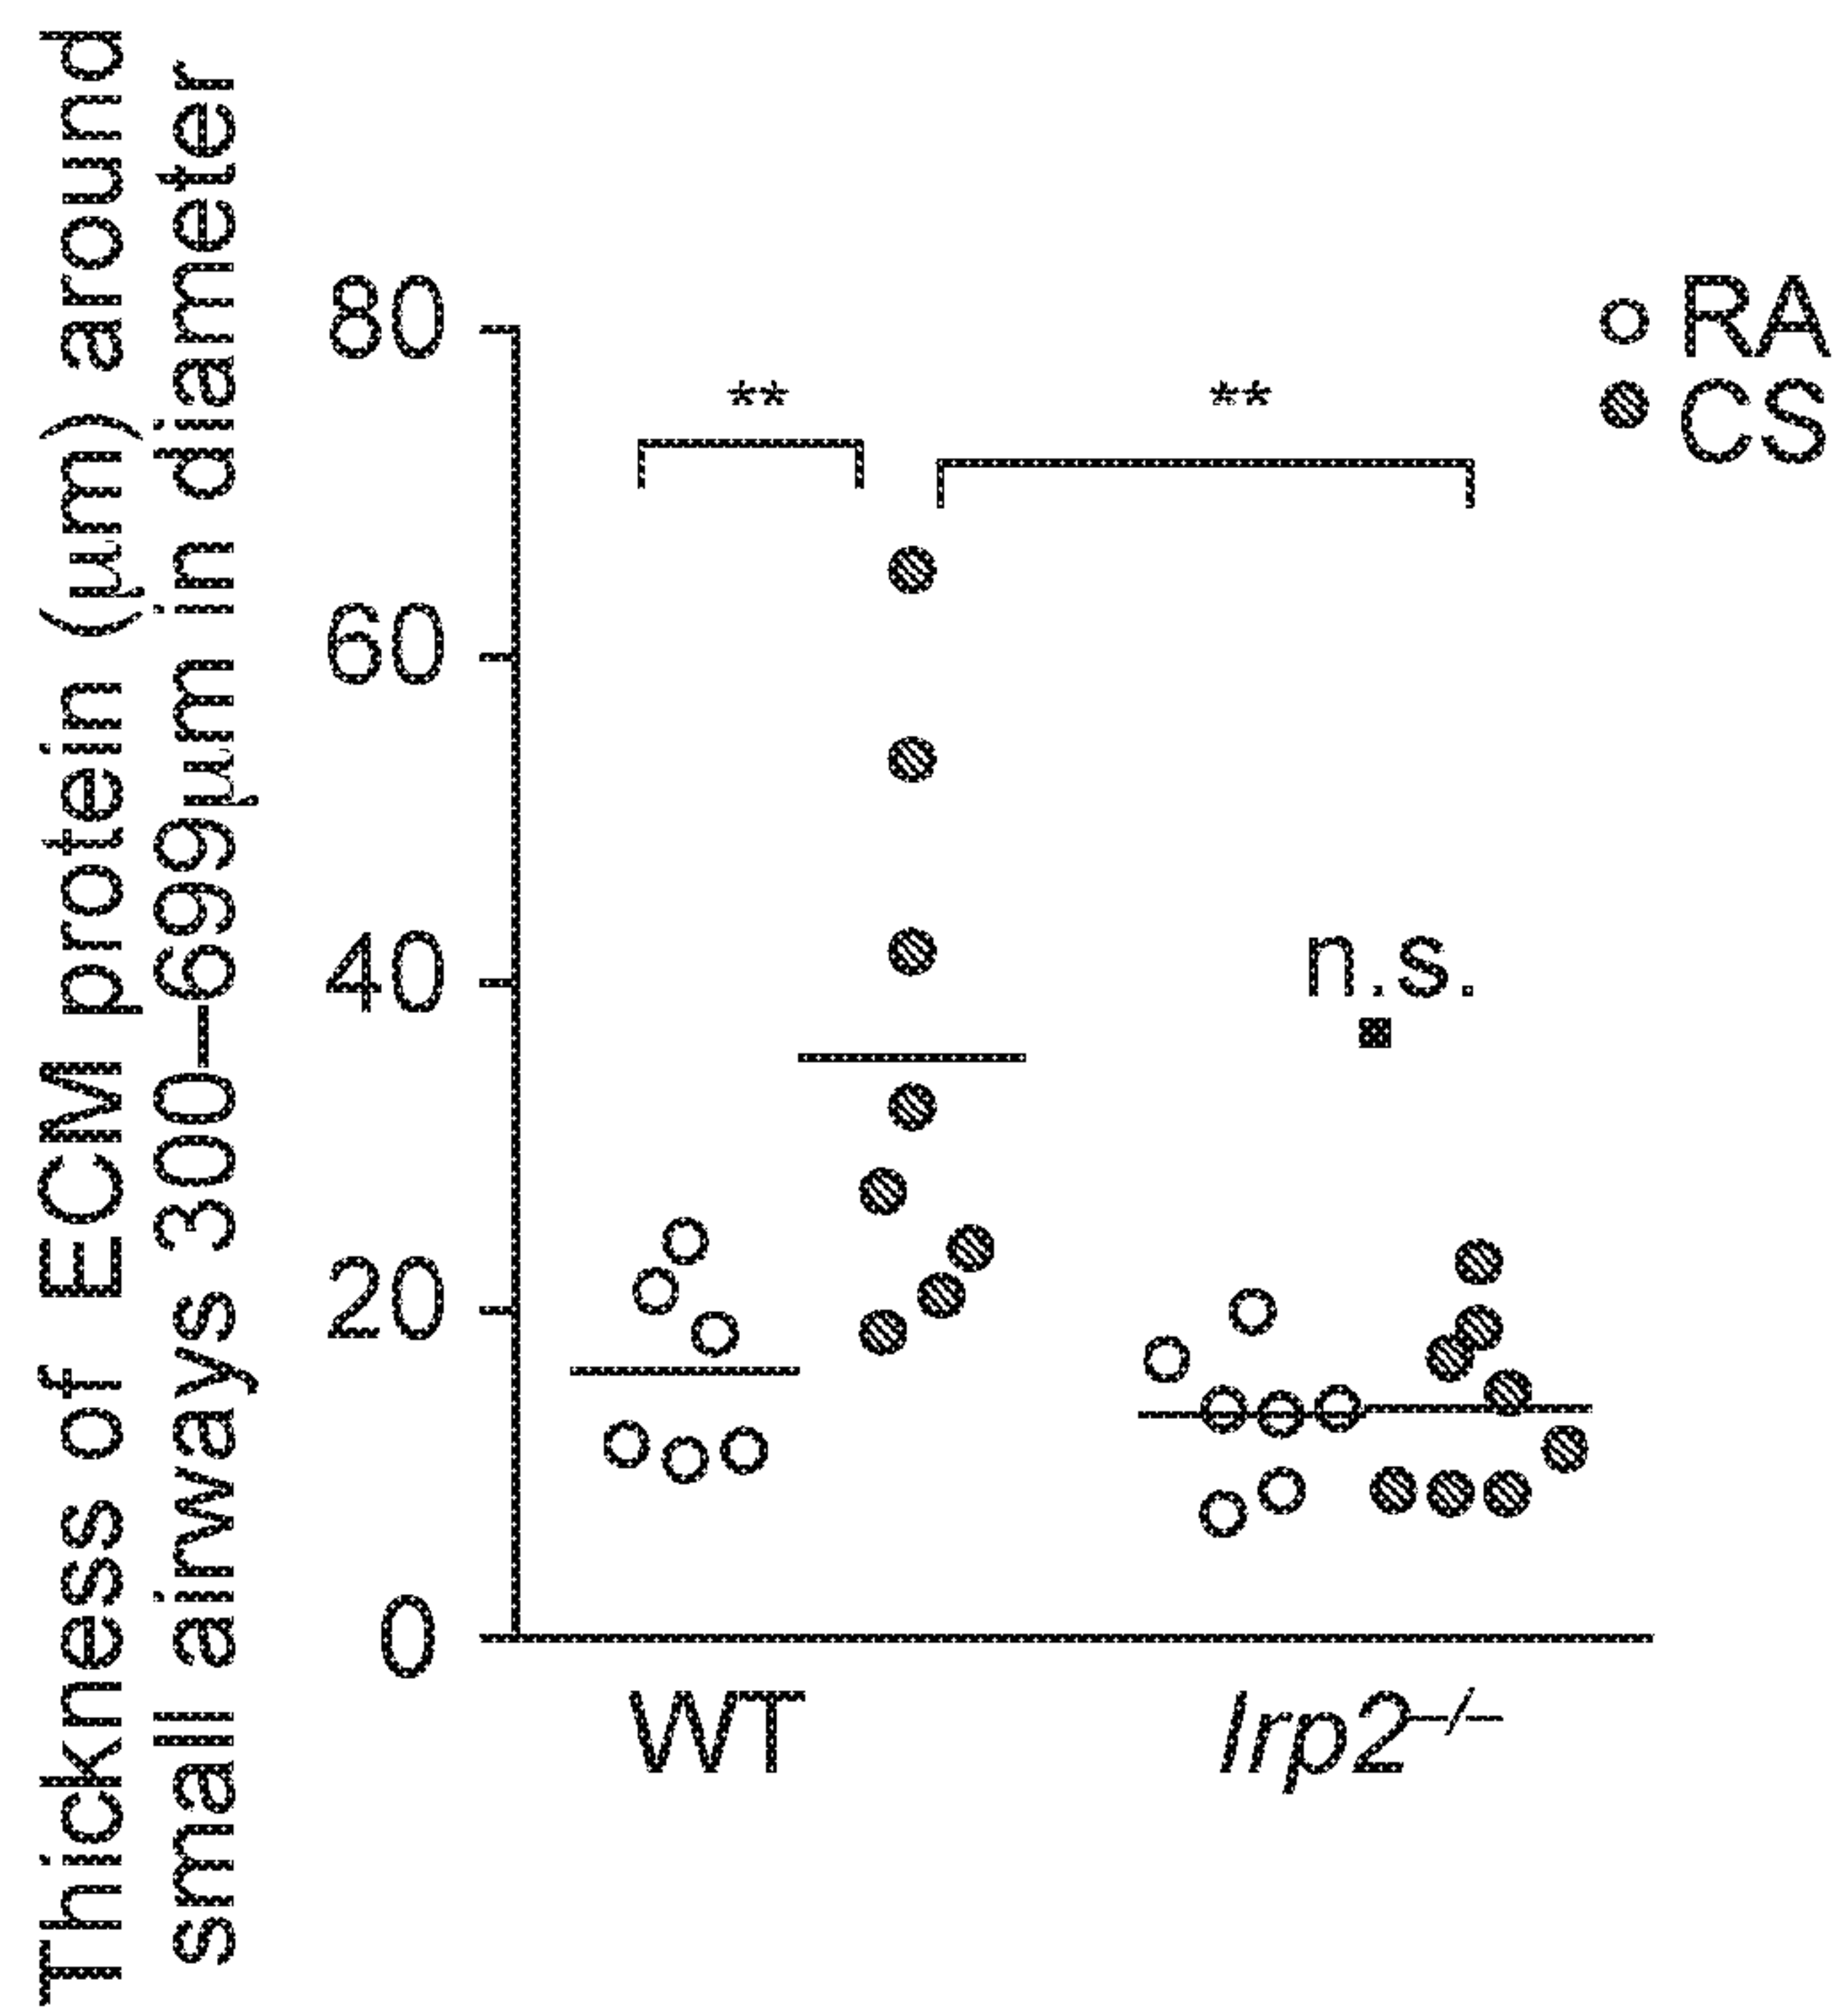 Thickness of ECM protein (μm) around
small airways 300–699μm in diameter
80
60
40
20
0
**
**
n.s.
RA
CS
WT
Irp2–/–